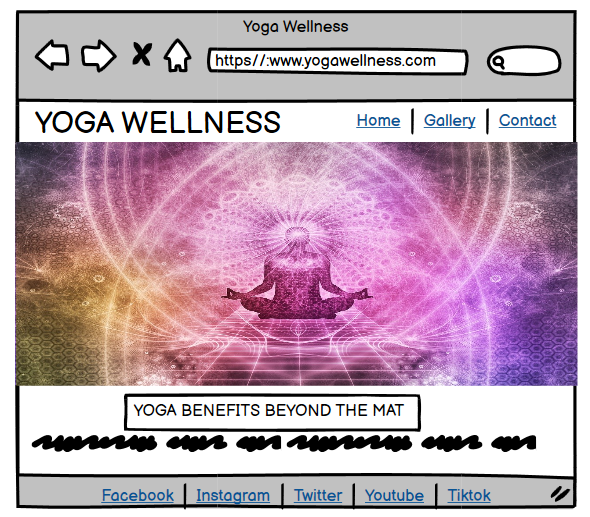 Yoga Wellness
https//:www.yogawellness.com
YOGA WELLNESS
Home | Gallery | Contact
YOGA BENEFITS BEYOND THE MAT
Facebook | Instagram | Twitter | Youtube | Tiktok